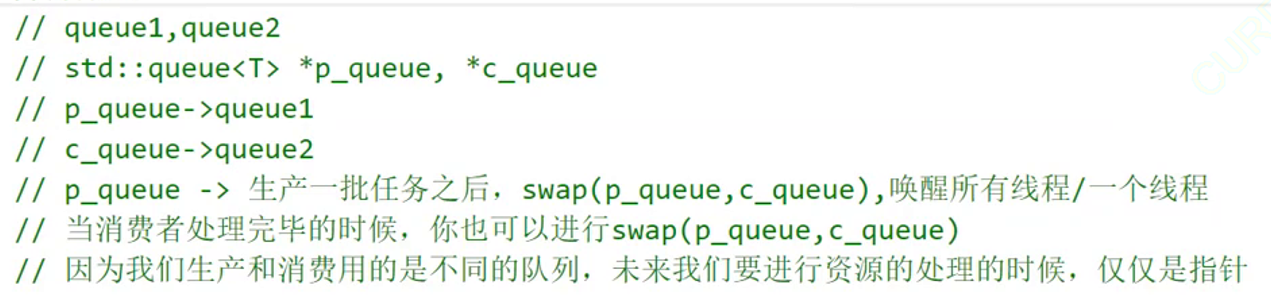 // queue1,queue2
// std::queue<T> *p_queue, *c_queue
// p_queue->queue1
// c_queue->queue2
// p_queue -> 生产一批任务之后，swap(p_queue,c_queue),唤醒所有线程/一个线程
// 当消费者处理完毕的时候，你也可以进行swap(p_queue,c_queue)
// 因为我们生产和消费用的是不同的队列，未来我们要进行资源的处理的时候，仅仅是指针